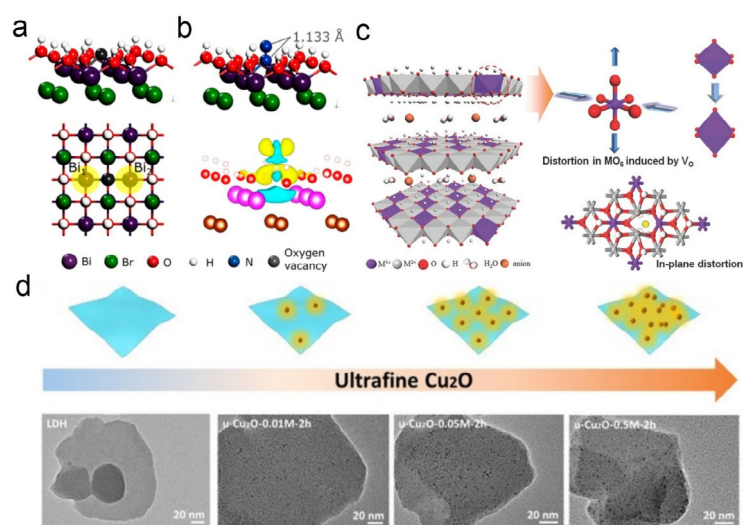 a
b
1.133 Å
c
Bi₁
Bi₂
Bi
Br
O
H
N
Oxygen
vacancy
M³⁺
M²⁺
O
H
H₂O
anion
Distortion in MO₆ induced by Vₒ
In-plane distortion
d
Ultrafine Cu₂O
LDH
u-Cu₂O-0.01M-2h
u-Cu₂O-0.05M-2h
u-Cu₂O-0.5M-2h
20 nm
20 nm
20 nm
20 nm